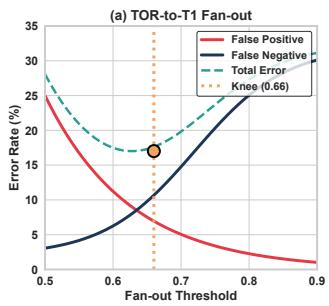 (a) TOR-to-T1 Fan-out
35
30
25
20
15
10
5
0
Error Rate (%)
False Positive
False Negative
Total Error
Knee (0.66)
0.5 0.6 0.7 0.8 0.9
Fan-out Threshold